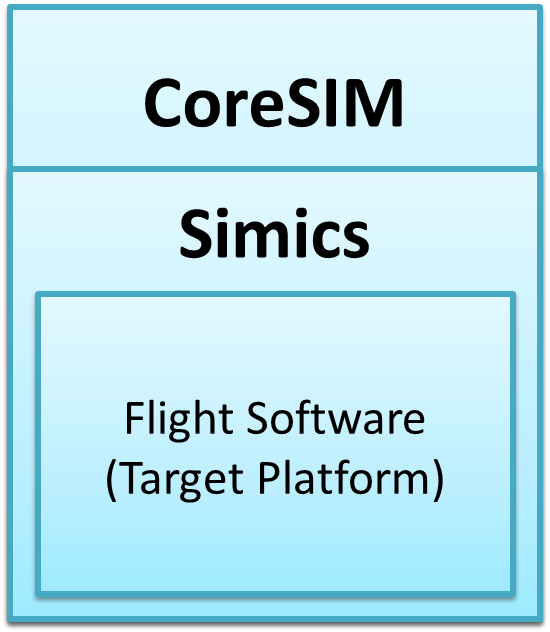 CoreSIM
Simics
Flight Software
(Target Platform)